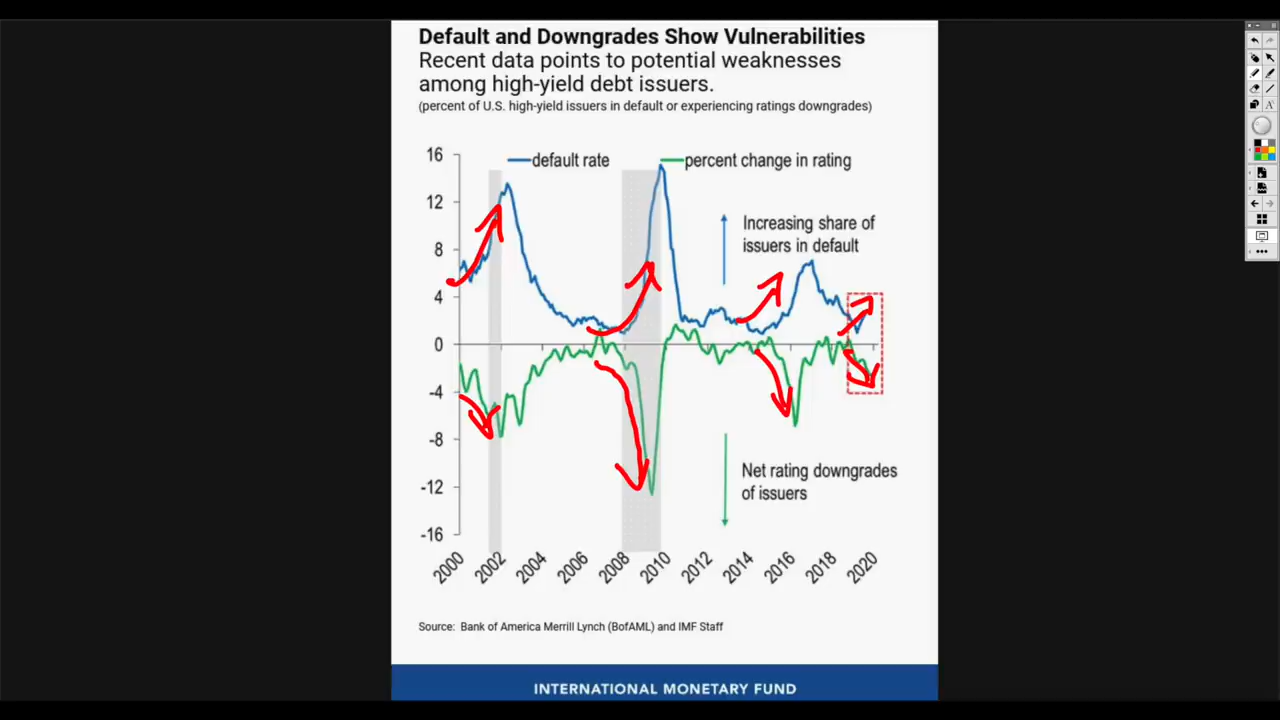 Default and Downgrades Show Vulnerabilities
Recent data points to potential weaknesses
among high-yield debt issuers.
(percent of U.S. high-yield issuers in default or experiencing ratings downgrades)
16
default rate
percent change in rating
12
Increasing share of
issuers in default
8
4
0
-4
-8
Net rating downgrades
of issuers
-12
-16
2000 2002 2004 2006 2008 2010 2012 2014 2016 2018 2020
Source: Bank of America Merrill Lynch (BofAML) and IMF Staff
INTERNATIONAL MONETARY FUND
A